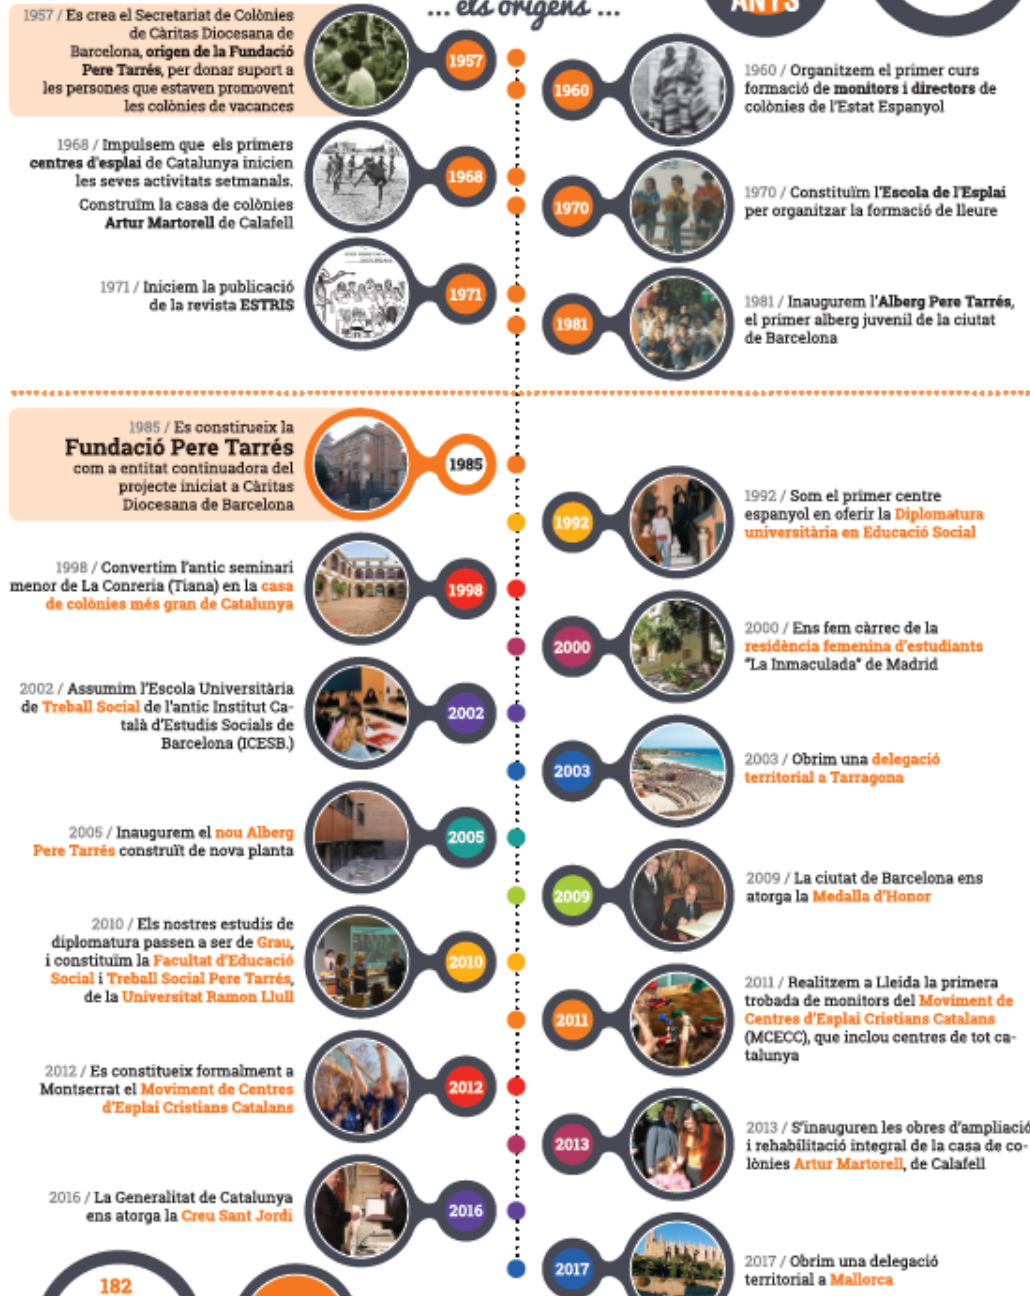 ... els orígens ...
ANYS
1957 / Es crea el Secretariat de Colònies
de Càritas Diocesana de
Barcelona, origen de la Fundació
Pere Tarrés, per donar suport a
les persones que estaven promovent
les colònies de vacances
1957
1960
1960 / Organitzem el primer curs
formació de monitors i directors de
colònies de l'Estat Espanyol
1968 / Impulsem que els primers
centres d'esplai de Catalunya inicien
les seves activitats setmanals.
Construïm la casa de colònies
Artur Martorell de Calafell
1968
1970
1970 / Constituïm l'Escola de l'Esplai
per organitzar la formació de lleure
1971 / Iniciem la publicació
de la revista ESTRIS
1971
1981
1981 / Inaugurem l'Alberg Pere Tarrés,
el primer alberg juvenil de la ciutat
de Barcelona
1985 / Es constirueix la
Fundació Pere Tarrés
com a entitat continuadora del
projecte iniciat a Càritas
Diocesana de Barcelona
1985
1992
1992 / Som el primer centre
espanyol en oferir la Diplomatura
universitària en Educació Social
1998 / Convertim l'antic seminari
menor de La Conreria (Tiana) en la casa
de colònies més gran de Catalunya
1998
2000
2000 / Ens fem càrrec de la
residència femenina d'estudiants
"La Inmaculada" de Madrid
2002 / Assumim l'Escola Universitària
de Treball Social de l'antic Institut Ca-
talà d'Estudis Socials de
Barcelona (ICESB.)
2002
2003
2003 / Obrim una delegació
territorial a Tarragona
2005 / Inaugurem el nou Alberg
Pere Tarrés construït de nova planta
2005
2009
2009 / La ciutat de Barcelona ens
atorga la Medalla d'Honor
2010 / Els nostres estudis de
diplomatura passen a ser de Grau,
i constituïm la Facultat d'Educació
Social i Treball Social Pere Tarrés,
de la Universitat Ramon Llull
2010
2011
2011 / Realitzem a Lleida la primera
trobada de monitors del Moviment de
Centres d'Esplai Cristians Catalans
(MCECC), que inclou centres de tot ca-
talunya
2012 / Es constitueix formalment a
Montserrat el Moviment de Centres
d'Esplai Cristians Catalans
2012
2013
2013 / S'inauguren les obres d'ampliació
i rehabilitació integral de la casa de co-
lònies Artur Martorell, de Calafell
2016 / La Generalitat de Catalunya
ens atorga la Creu Sant Jordi
2016
2017
2017 / Obrim una delegació
territorial a Mallorca
182